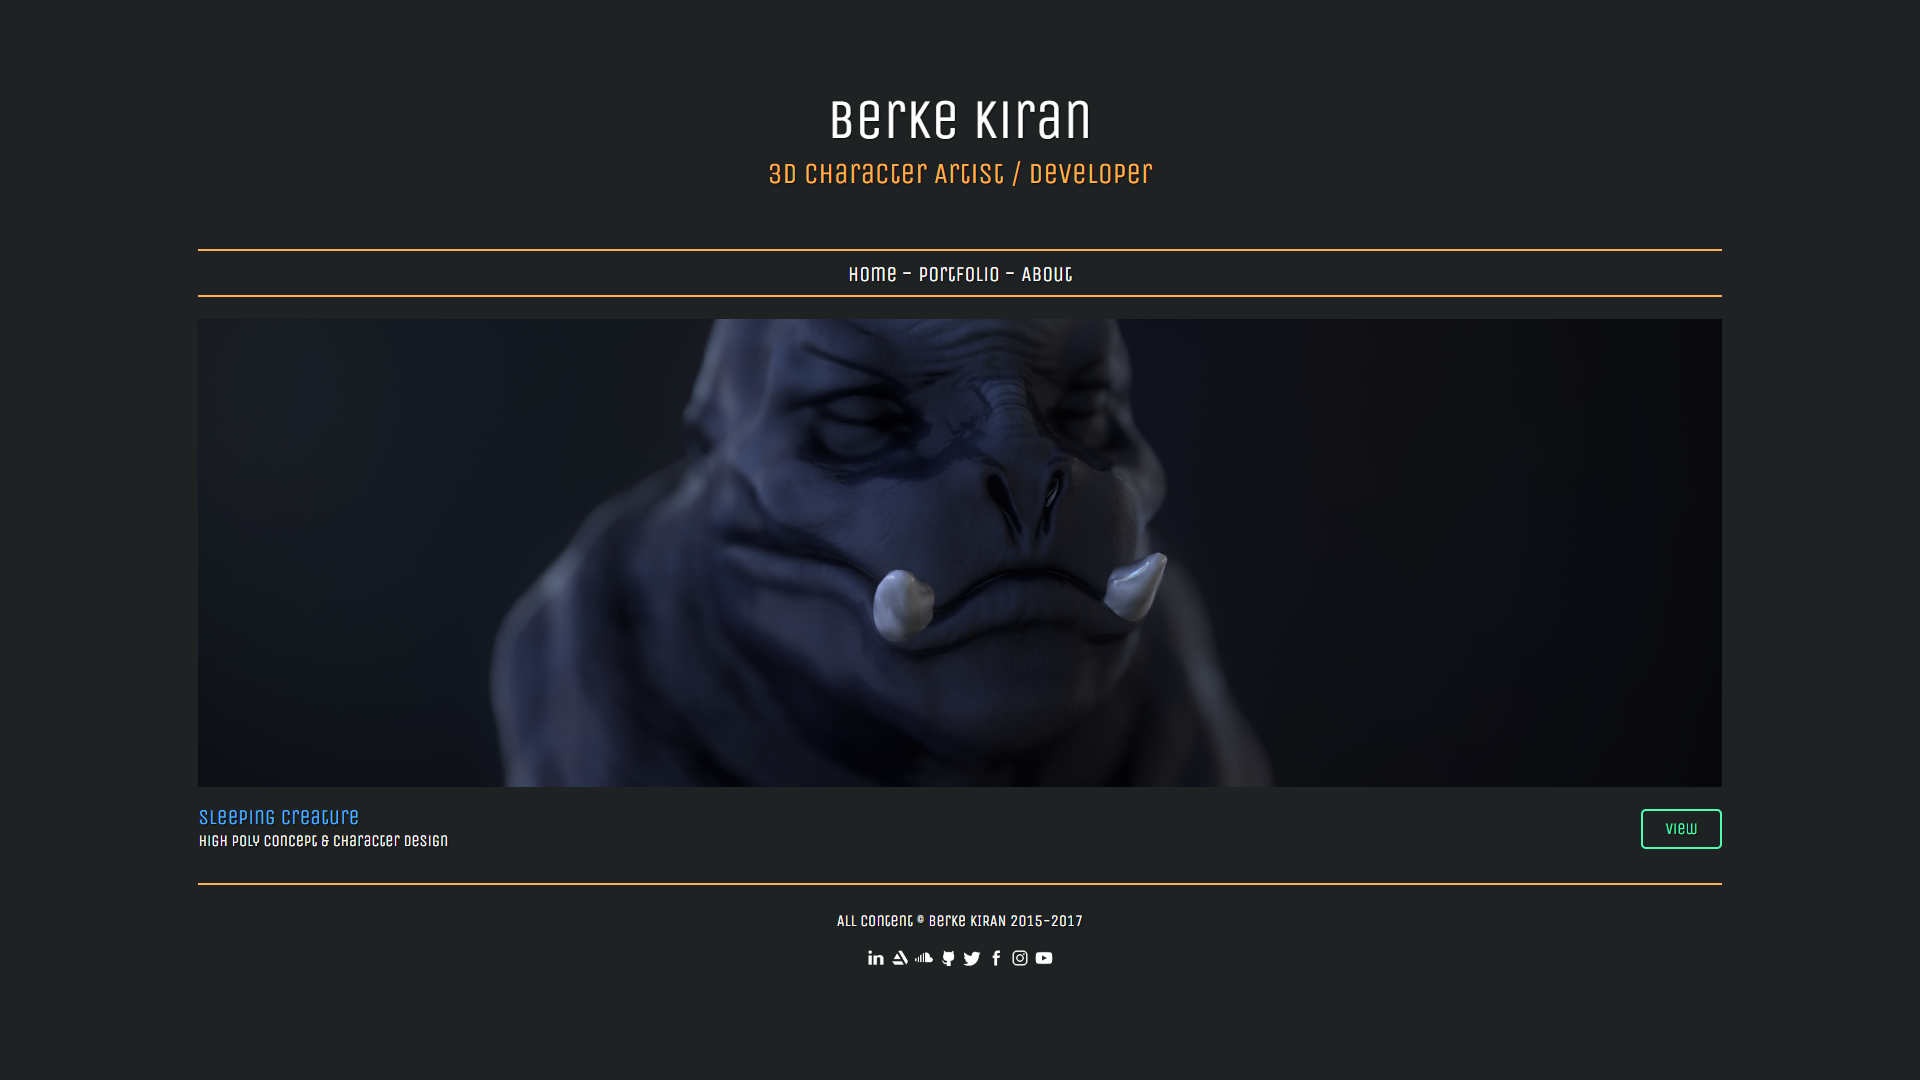 Berke Kiran
3D Character Artist / Developer
Home - Portfolio - About
Sleeping Creature
High Poly Concept & Character Design
View
All content © Berke KIRAN 2015-2017